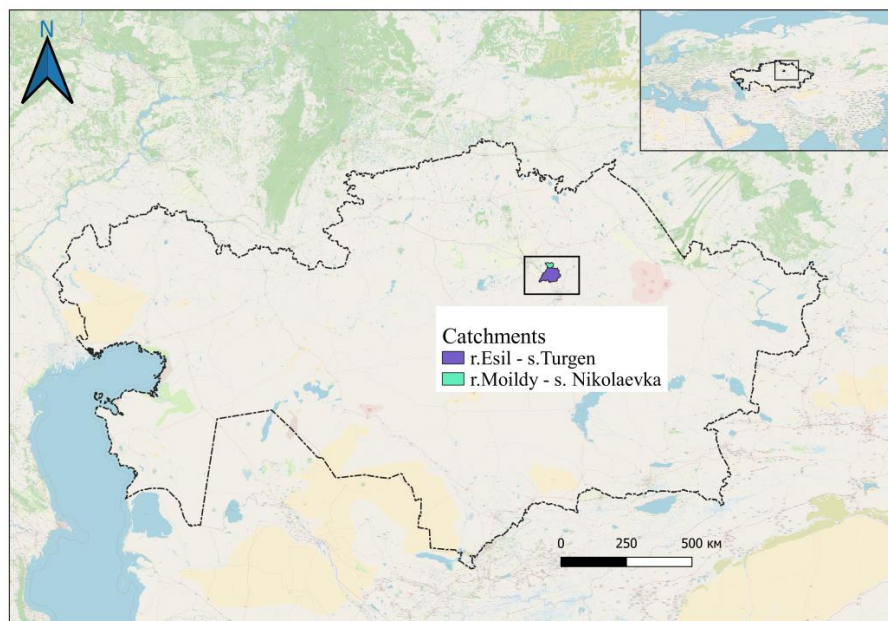 N
Catchments
r.Esil - s.Turgen
r.Moildy - s. Nikolaevka
0 250 500 км